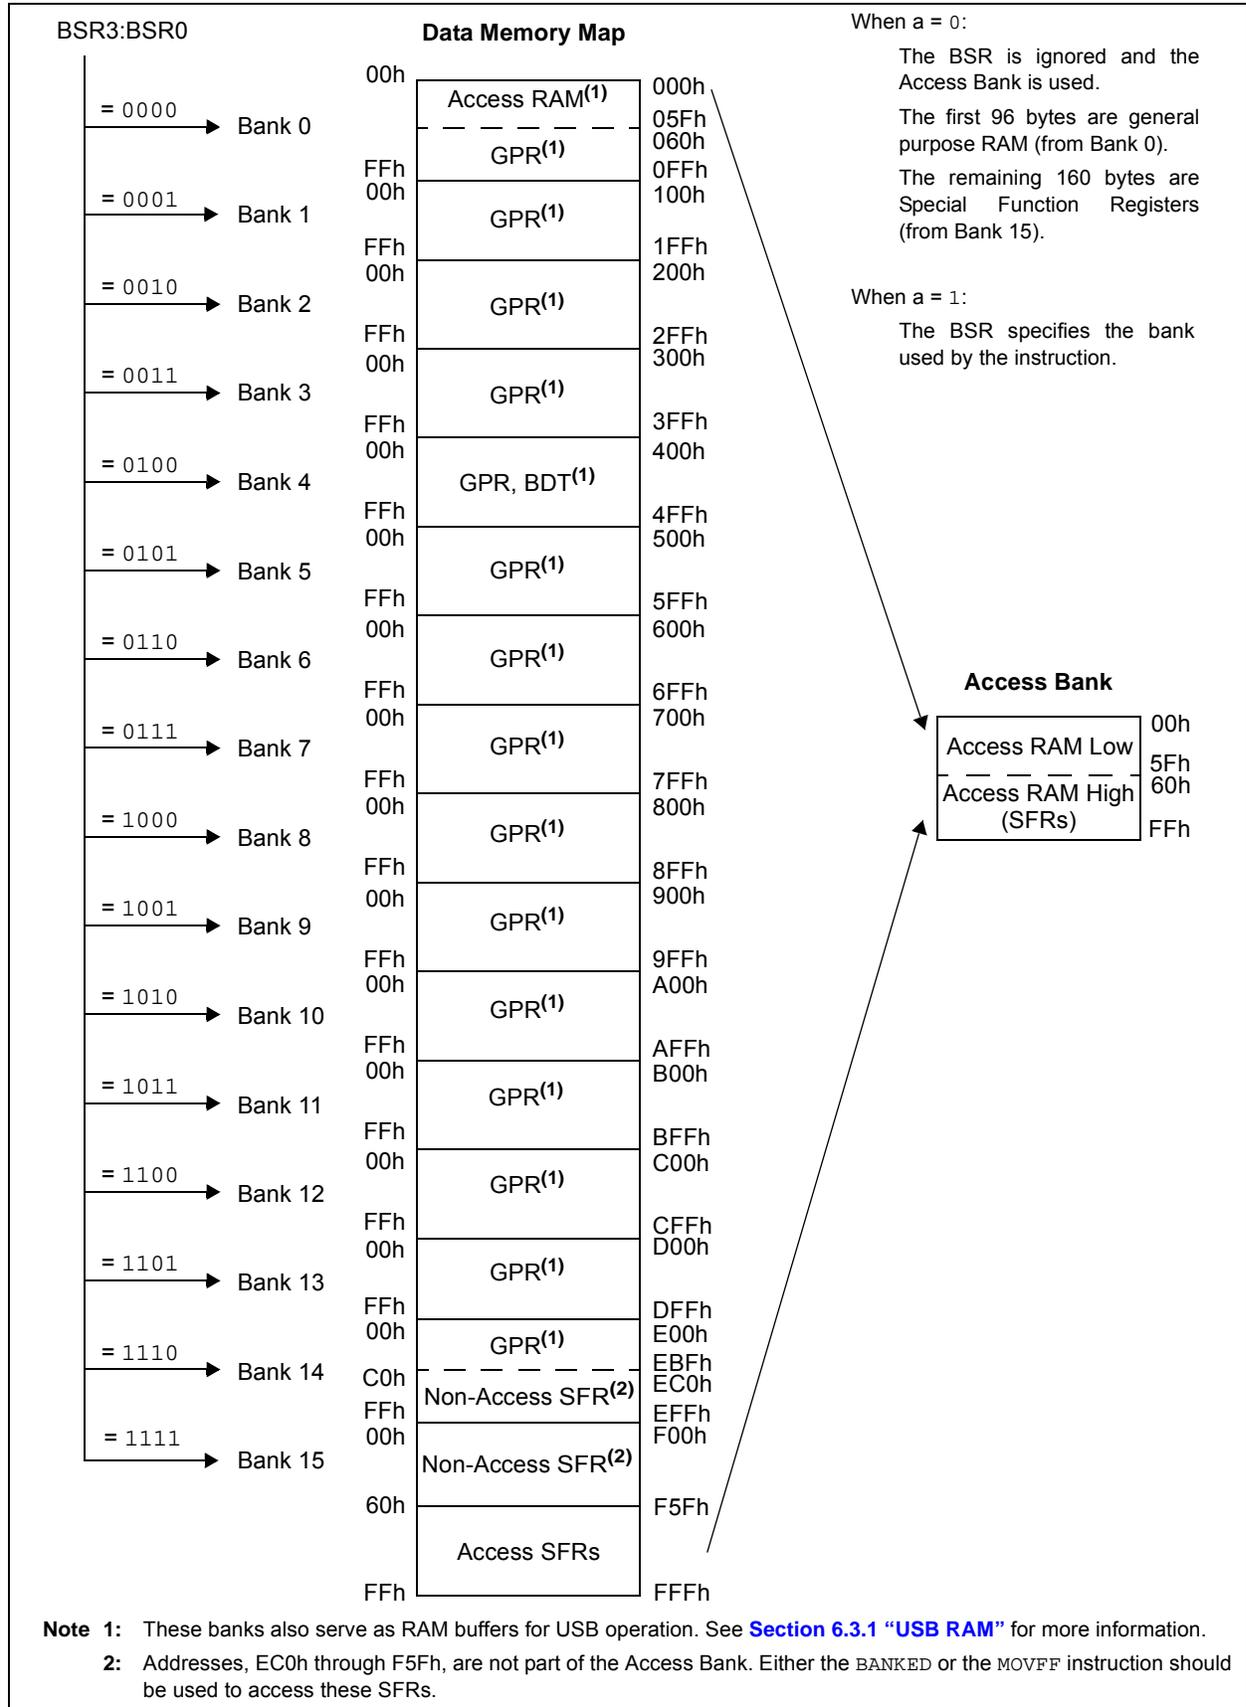 BSR3:BSR0
Data Memory Map
When a = 0:
The BSR is ignored and the
Access Bank is used.
The first 96 bytes are general
purpose RAM (from Bank 0).
The remaining 160 bytes are
Special Function Registers
(from Bank 15).
When a = 1:
The BSR specifies the bank
used by the instruction.
= 0000
Bank 0
00h
Access RAM(1)
000h
05Fh
060h
GPR(1)
FFh
0FFh
= 0001
Bank 1
00h
GPR(1)
100h
FFh
1FFh
= 0010
Bank 2
00h
GPR(1)
200h
FFh
2FFh
= 0011
Bank 3
00h
GPR(1)
300h
FFh
3FFh
= 0100
Bank 4
00h
GPR, BDT(1)
400h
FFh
4FFh
= 0101
Bank 5
00h
GPR(1)
500h
FFh
5FFh
= 0110
Bank 6
00h
GPR(1)
600h
FFh
6FFh
= 0111
Bank 7
00h
GPR(1)
700h
FFh
7FFh
= 1000
Bank 8
00h
GPR(1)
800h
FFh
8FFh
= 1001
Bank 9
00h
GPR(1)
900h
FFh
9FFh
= 1010
Bank 10
00h
GPR(1)
A00h
FFh
AFFh
= 1011
Bank 11
00h
GPR(1)
B00h
FFh
BFFh
= 1100
Bank 12
00h
GPR(1)
C00h
FFh
CFFh
= 1101
Bank 13
00h
GPR(1)
D00h
FFh
DFFh
= 1110
Bank 14
00h
GPR(1)
E00h
EBFh
C0h
Non-Access SFR(2)
EC0h
FFh
EFFh
= 1111
Bank 15
00h
Non-Access SFR(2)
F00h
60h
F5Fh
Access SFRs
FFh
FFFh
Access Bank
Access RAM Low
00h
5Fh
Access RAM High
(SFRs)
60h
FFh
Note 1: These banks also serve as RAM buffers for USB operation. See Section 6.3.1 “USB RAM” for more information.
2: Addresses, EC0h through F5Fh, are not part of the Access Bank. Either the BANKED or the MOVFF instruction should
be used to access these SFRs.